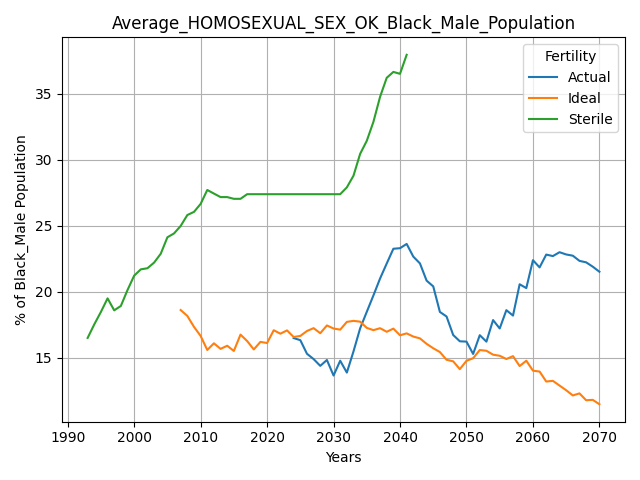 Average_HOMOSEXUAL_SEX_OK_Black_Male_Population
Fertility
Actual
Ideal
Sterile
% of Black_Male Population
35
30
25
20
15
1990 2000 2010 2020 2030 2040 2050 2060 2070
Years